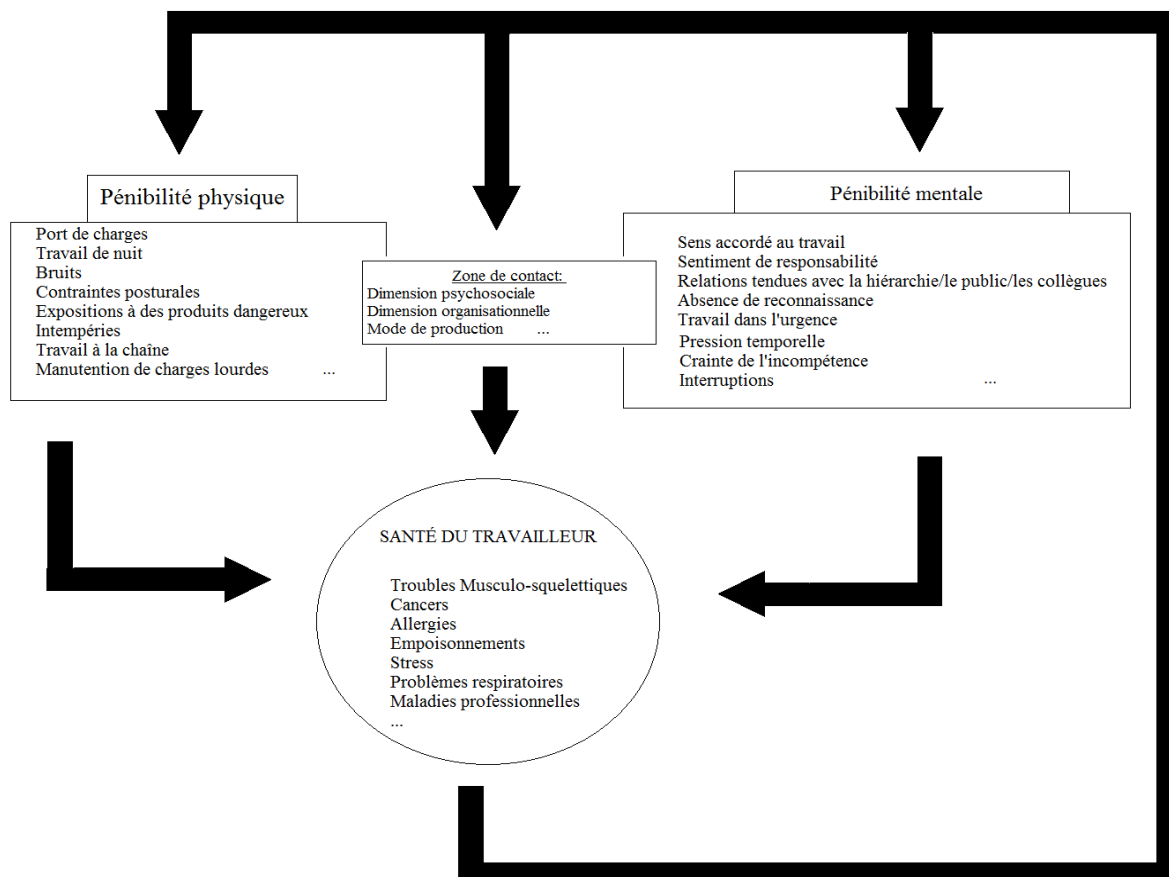 Pénibilité physique
Port de charges
Travail de nuit
Bruits
Contraintes posturales
Expositions à des produits dangereux
Intempéries
Travail à la chaîne
Manutention de charges lourdes ...
Zone de contact:
Dimension psychosociale
Dimension organisationnelle
Mode de production ...
Pénibilité mentale
Sens accordé au travail
Sentiment de responsabilité
Relations tendues avec la hiérarchie/le public/les collègues
Absence de reconnaissance
Travail dans l'urgence
Pression temporelle
Crainte de l'incompétence
Interruptions ...
SANTÉ DU TRAVAILLEUR
Troubles Musculo-squelettiques
Cancers
Allergies
Empoisonnements
Stress
Problèmes respiratoires
Maladies professionnelles
...